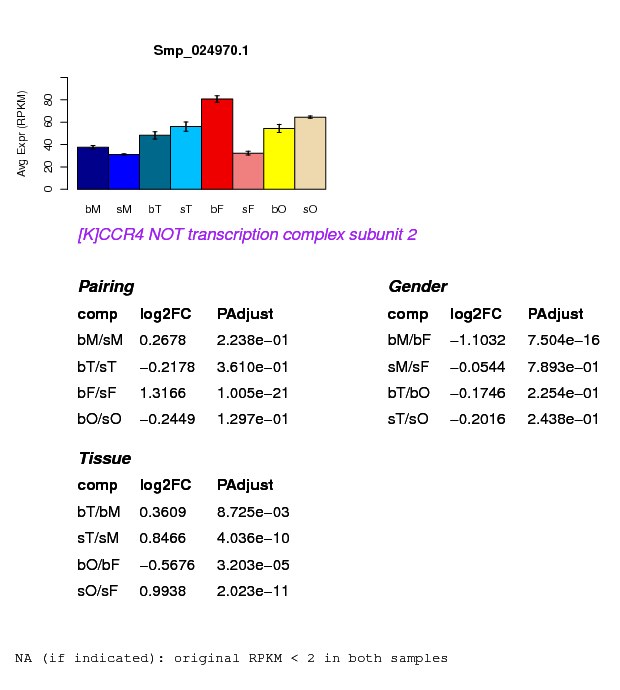 Smp_024970.1
Avg Expr (RPKM)
0 20 40 60 80
bM sM bT sT bF sF bO sO
[K]CCR4 NOT transcription complex subunit 2
Pairing
comp log2FC PAdjust
bM/sM 0.2678 2.238e−01
bT/sT −0.2178 3.610e−01
bF/sF 1.3166 1.005e−21
bO/sO −0.2449 1.297e−01
Gender
comp log2FC PAdjust
bM/bF −1.1032 7.504e−16
sM/sF −0.0544 7.893e−01
bT/bO −0.1746 2.254e−01
sT/sO −0.2016 2.438e−01
Tissue
comp log2FC PAdjust
bT/bM 0.3609 8.725e−03
sT/sM 0.8466 4.036e−10
bO/bF −0.5676 3.203e−05
sO/sF 0.9938 2.023e−11
NA (if indicated): original RPKM < 2 in both samples